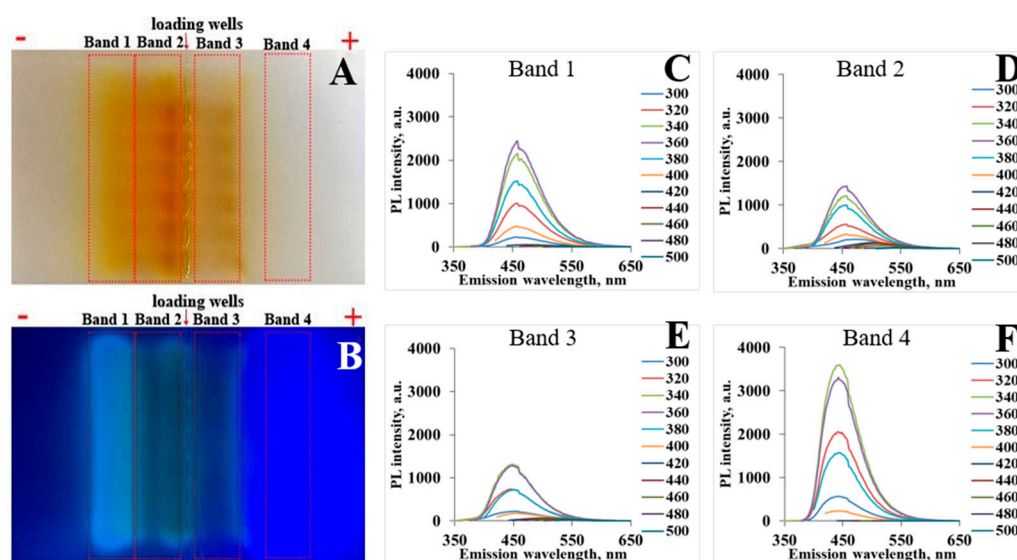 loading wells
- Band 1 Band 2 Band 3 Band 4 +
A
loading wells
- Band 1 Band 2 Band 3 Band 4 +
B
Band 1 C
PL intensity, a.u.
4000
3000
2000
1000
0
350 450 550 650
Emission wavelength, nm
300
320
340
360
380
400
420
440
460
480
500
Band 2 D
PL intensity, a.u.
4000
3000
2000
1000
0
350 450 550 650
Emission wavelength, nm
300
320
340
360
380
400
420
440
460
480
500
Band 3 E
PL intensity, a.u.
4000
3000
2000
1000
0
350 450 550 650
Emission wavelength, nm
300
320
340
360
380
400
420
440
460
480
500
Band 4 F
PL intensity, a.u.
4000
3000
2000
1000
0
350 450 550 650
Emission wavelength, nm
300
320
340
360
380
400
420
440
460
480
500